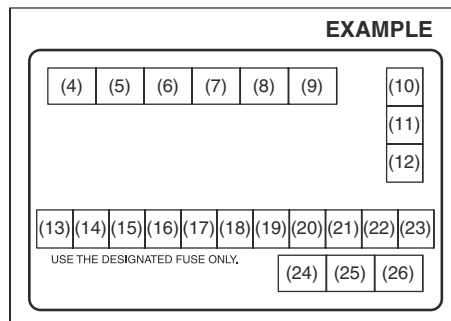 EXAMPLE
(4) (5) (6) (7) (8) (9) (10)
(11)
(12)
(13) (14) (15) (16) (17) (18) (19) (20) (21) (22) (23)
USE THE DESIGNATED FUSE ONLY.
(24) (25) (26)